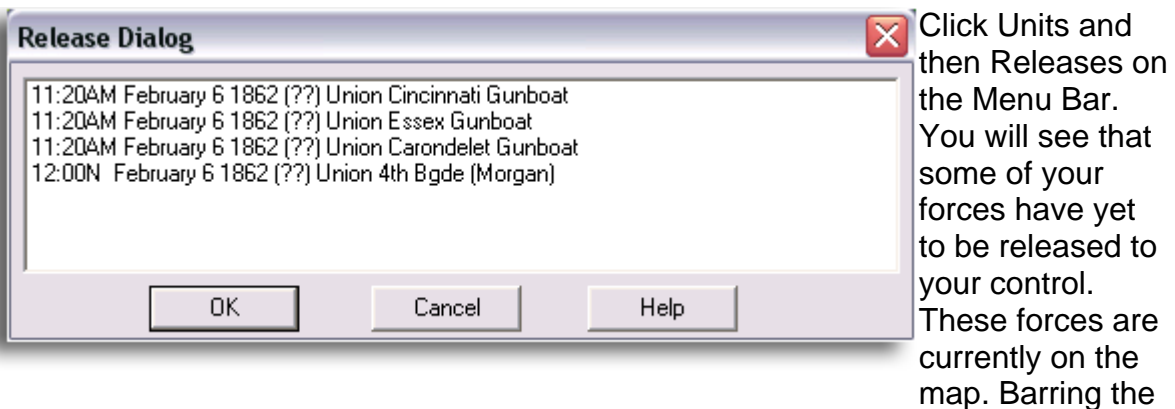 Release Dialog
11:20AM February 6 1862 (??) Union Cincinnati Gunboat
11:20AM February 6 1862 (??) Union Essex Gunboat
11:20AM February 6 1862 (??) Union Carondelet Gunboat
12:00N February 6 1862 (??) Union 4th Bgde (Morgan)
OK Cancel Help
Click Units and
then Releases on
the Menu Bar.
You will see that
some of your
forces have yet
to be released to
your control.
These forces are
currently on the
map. Barring the